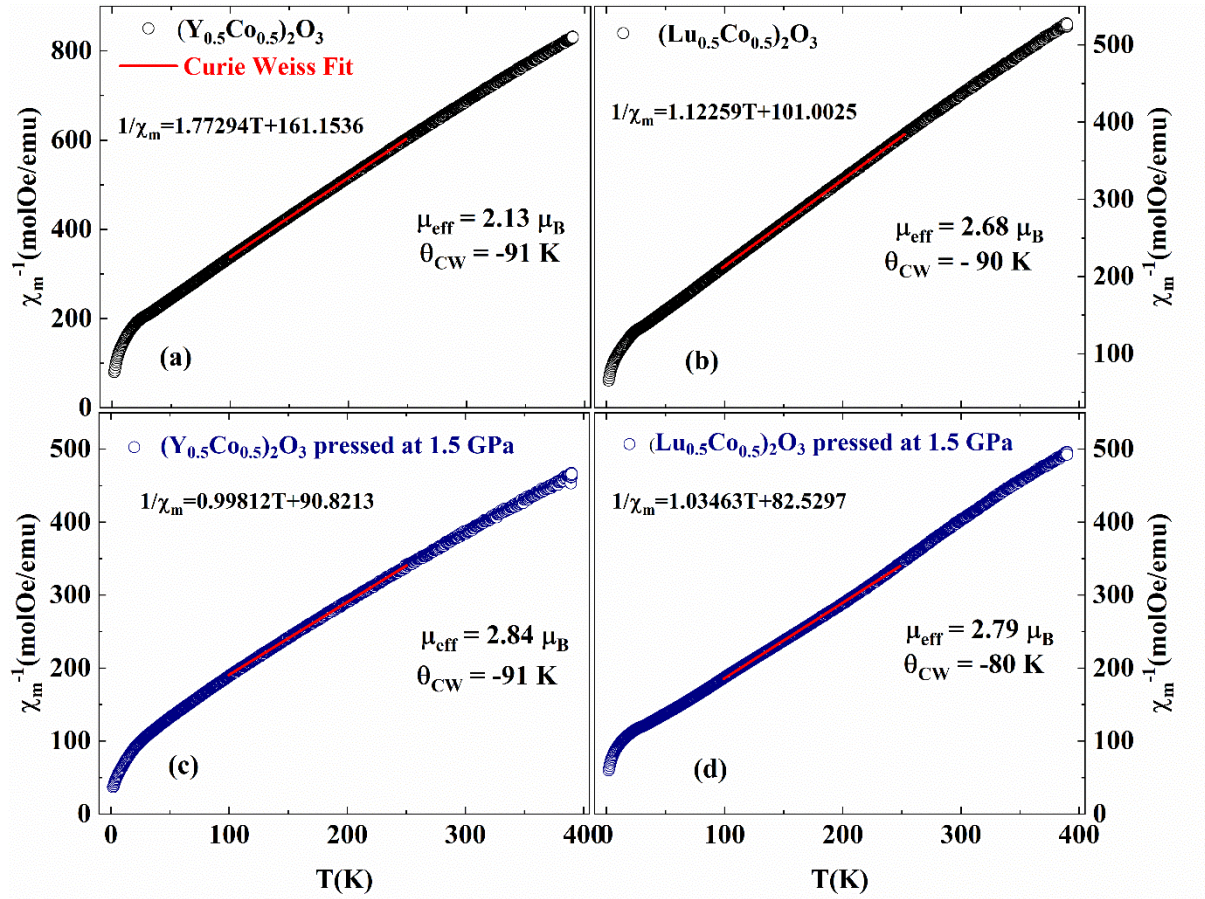 (Y0.5Co0.5)2O3
Curie Weiss Fit
1/χm=1.77294T+161.1536
μeff = 2.13 μB
θCW = -91 K
(a)
χm-1(molOe/emu)
0
200
400
600
800
(Lu0.5Co0.5)2O3
1/χm=1.12259T+101.0025
μeff = 2.68 μB
θCW = - 90 K
(b)
χm-1(molOe/emu)
100
200
300
400
500
(Y0.5Co0.5)2O3 pressed at 1.5 GPa
1/χm=0.99812T+90.8213
μeff = 2.84 μB
θCW = -91 K
(c)
χm-1(molOe/emu)
0
100
200
300
400
500
0
100
200
300
400
T(K)
(Lu0.5Co0.5)2O3 pressed at 1.5 GPa
1/χm=1.03463T+82.5297
μeff = 2.79 μB
θCW = -80 K
(d)
χm-1(molOe/emu)
0
100
200
300
400
500
0
100
200
300
400
T(K)